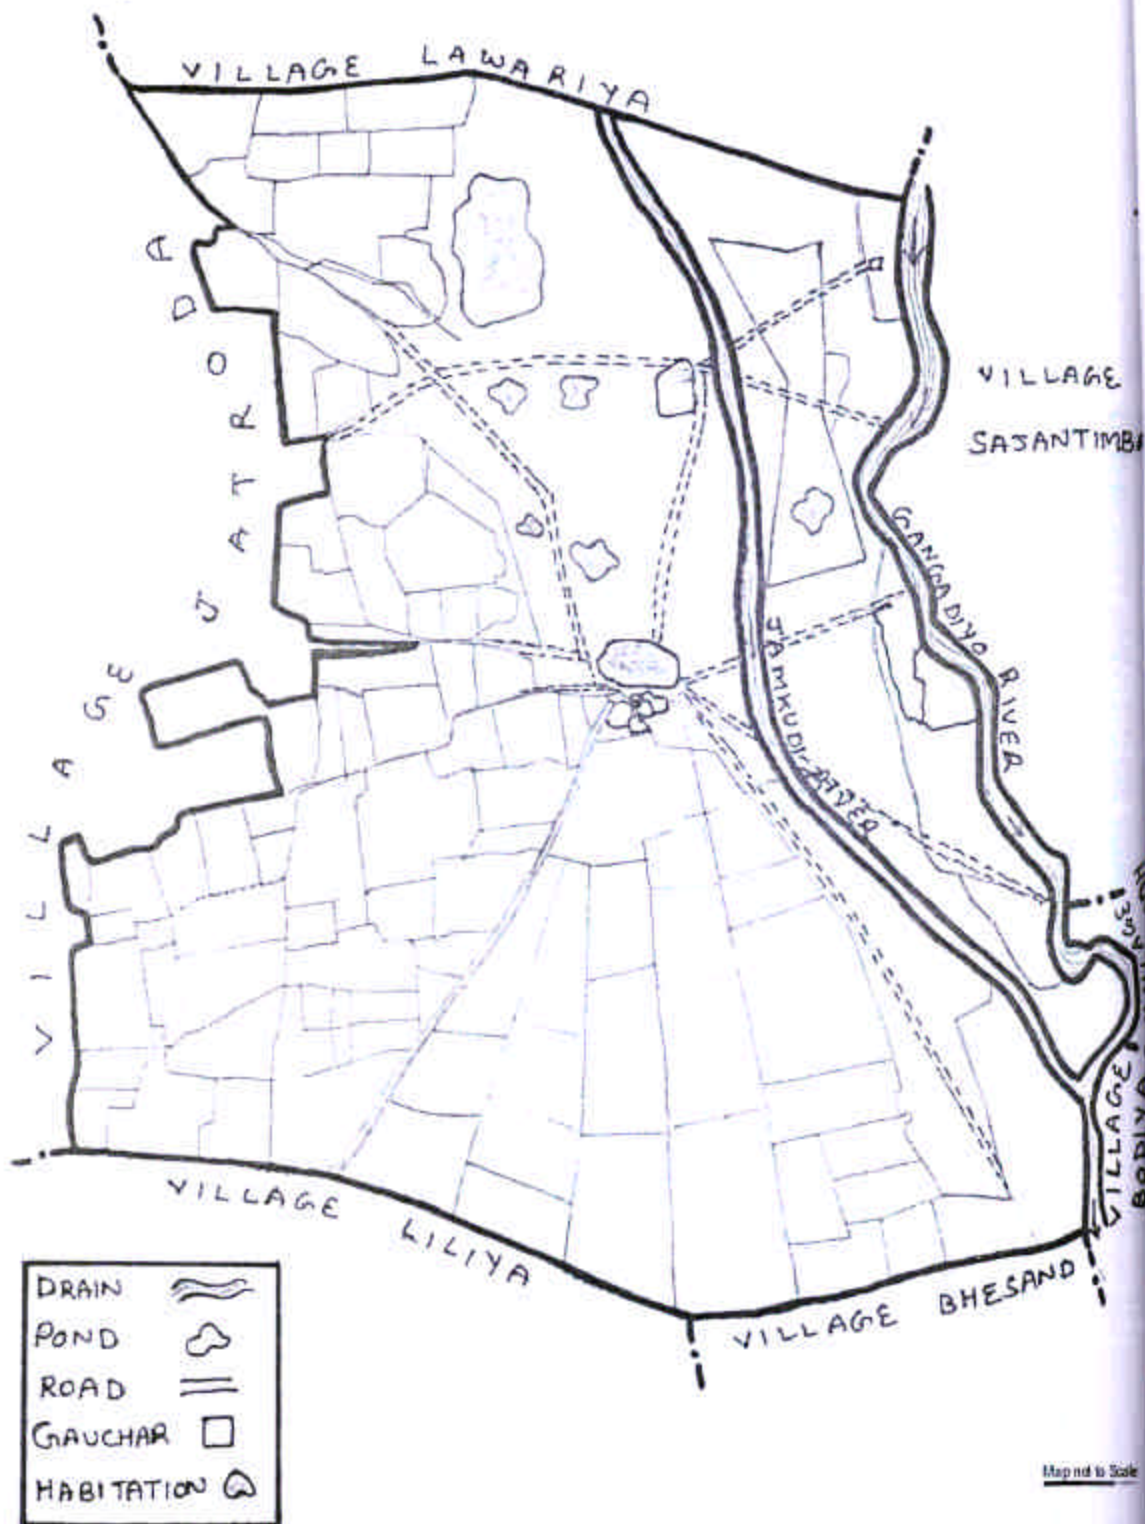 VILLAGE LAWARIYA
VILLAGE JATRODA
VILLAGE
SAJANTIMBA
GANGADIYO RIVER
JAMKUDI RIVER
VILLAGE
VILLAGE LILIYA
VILLAGE BHESAND
DRAIN
POND
ROAD
GAUCHAR
HABITATION
Map not to Scale